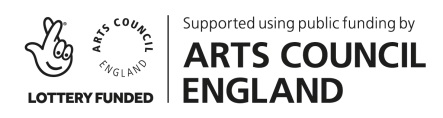 ARTS COUNCIL
ENGLAND
LOTTERY FUNDED
Supported using public funding by
ARTS COUNCIL
ENGLAND